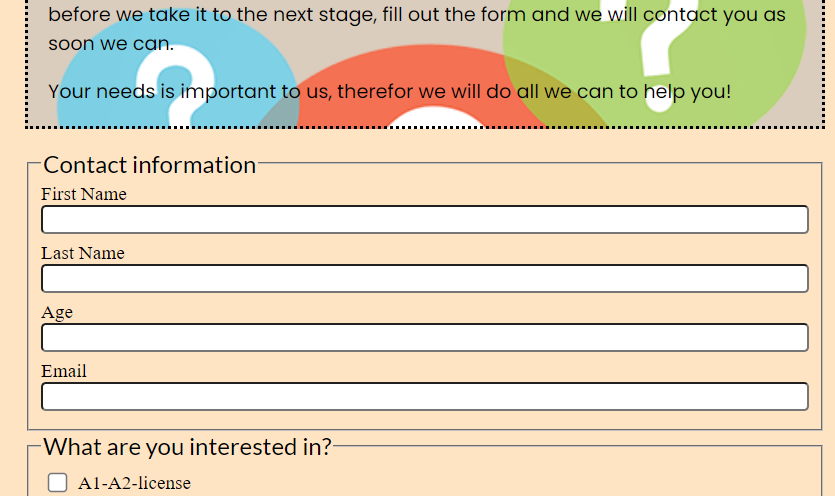 before we take it to the next stage, fill out the form and we will contact you as
soon we can.
Your needs is important to us, therefor we will do all we can to help you!
Contact information
First Name
Last Name
Age
Email
What are you interested in?
A1-A2-license